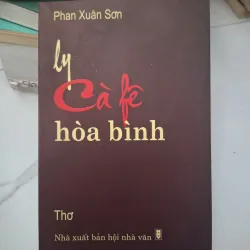 Phan Xuân Sơn
ly
Cà fê
hòa bình
Thơ
Nhà xuất bản hội nhà văn